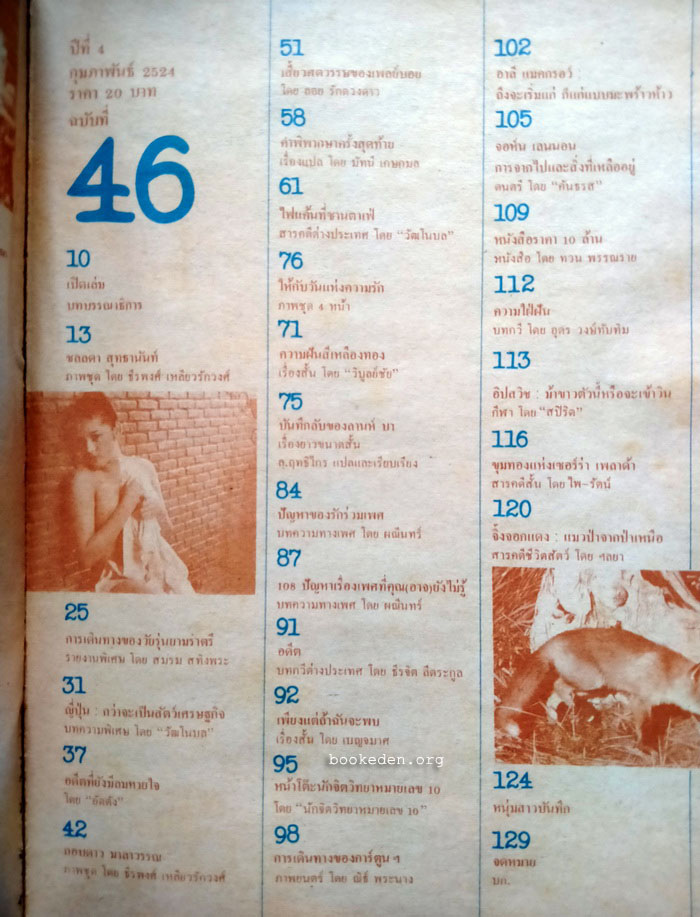 ปีที่ 4
กุมภาพันธ์ 2524
ราคา 20 บาท
ฉบับที่
46
10
เปิดเล่ม
บทบรรณาธิการ
13
ชลลดา สุทธานันท์
ภาพชุด โดย ธีรพงศ์ เหลียวรักวงศ์
25
การเดินทางของวัยรุ่นยามราตรี
รายงานพิเศษ โดย สมรม สทิงพระ
31
ญี่ปุ่น : กว่าจะเป็นสัตว์เศรษฐกิจ
บทความพิเศษ โดย "วัฒโนบล"
37
อดีตที่ยังมีลมหายใจ
โดย "อัตตัง"
42
กอบดาว มาลาวรรณ
ภาพชุด โดย ธีรพงศ์ เหลียวรักวงศ์
51
เสี้ยวศตวรรษของเพลย์บอย
โดย ลอย รักดวงดาว
58
คำพิพากษาครั้งสุดท้าย
เรื่องแปล โดย มัทนี เกษกมล
61
ไฟแค้นที่ซานตาเฟ่
สารคดีต่างประเทศ โดย "วัฒโนบล"
76
ให้กับวันแห่งความรัก
ภาพชุด 4 หน้า
71
ความฝันสีเหลืองทอง
เรื่องสั้น โดย "วิบูลย์ชัย"
75
บันทึกลับของลานห์ บา
เรื่องยาวขนาดสั้น
ส.ฤทธิไกร แปลและเรียบเรียง
84
ปัญหาของรักร่วมเพศ
บทความทางเพศ โดย ผณินทร์
87
108 ปัญหาเรื่องเพศที่คุณ(อาจ)ยังไม่รู้
บทความทางเพศ โดย ผณินทร์
91
อดีต
บทกวีต่างประเทศ โดย ธีรจิต ลีตระกูล
92
เพียงแต่ล้าฉันจะพบ
เรื่องสั้น โดย เบญจมาศ
bookeden.org
95
หน้าโต๊ะนักจิตวิทยาหมายเลข 10
โดย "นักจิตวิทยาหมายเลข 10"
98
การเดินทางของการ์ตูน ฯ
ภาพยนตร์ โดย ณัธ พระนาง
102
อาลี แมคกรอว์ :
ถึงจะเริ่มแก่ ก็แก่แบบมะพร้าวห้าว
105
จอห์น เลนนอน
การจากไปและสิ่งที่เหลืออยู่
ดนตรี โดย "คันธรส"
109
หนังสือราคา 10 ล้าน
หนังสือ โดย ทวน พรรณราย
112
ความใฝ่ฝัน
บทกวี โดย อุดร วงษ์ทับทิม
113
อิปสวิช : ม้าขาวตัวนี้หรือจะเข้าวิน
กีฬา โดย "สปิริต"
116
ขุมทองแห่งเซอร์ร่า เพลาด้า
สารคดีสั้น โดย ไพ-รัตน์
120
จิ้งจอกแดง : แมวป่าจากป่าเหนือ
สารคดีชีวิตสัตว์ โดย ศลยา
124
หนุ่มสาวบันทึก
129
จดหมาย
บก.